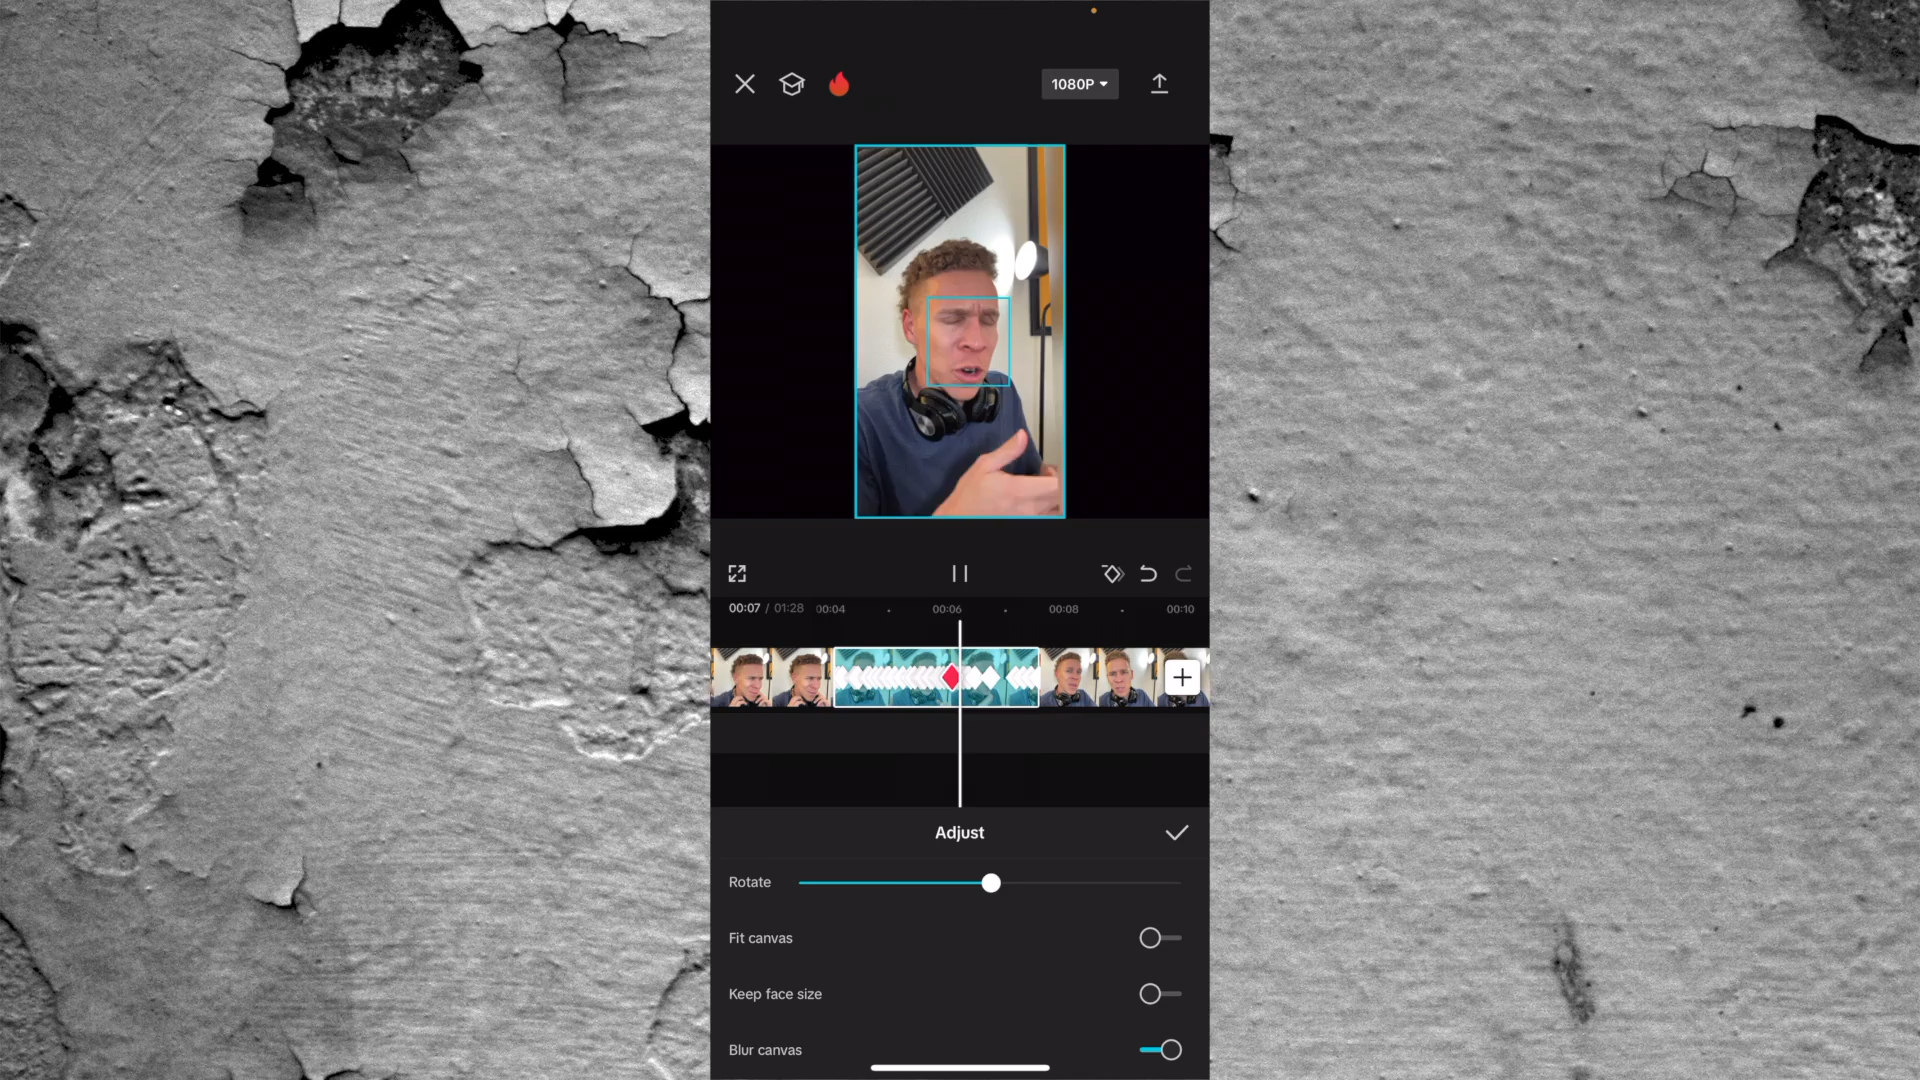 1080P
00:07 / 01:28 00:04 00:06 00:08 00:10
Adjust
Rotate
Fit canvas
Keep face size
Blur canvas